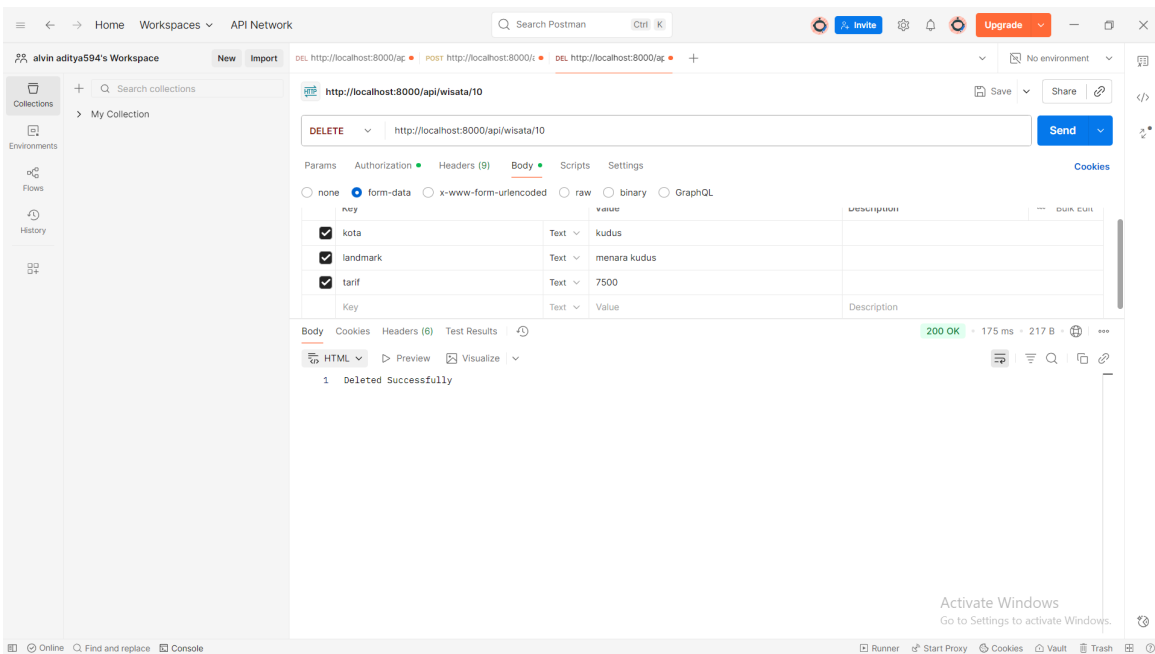 Home Workspaces API Network Search Postman Ctrl K Invite Upgrade
alvin aditya594's Workspace New Import DEL http://localhost:8000/ap POST http://localhost:8000/a DEL http://localhost:8000/ap No environment
Collections
Environments
Flows
History
Search collections
My Collection
HTTP http://localhost:8000/api/wisata/10 Save Share
DELETE http://localhost:8000/api/wisata/10 Send
Params Authorization Headers (9) Body Scripts Settings Cookies
none form-data x-www-form-urlencoded raw binary GraphQL
Key Value Description Bulk Edit
kota Text kudus
landmark Text menara kudus
tarif Text 7500
Key Text Value Description
Body Cookies Headers (6) Test Results 200 OK 175 ms 217 B
HTML Preview Visualize
1 Deleted Successfully
Activate Windows
Go to Settings to activate Windows.
Online Find and replace Console Runner Start Proxy Cookies Vault Trash